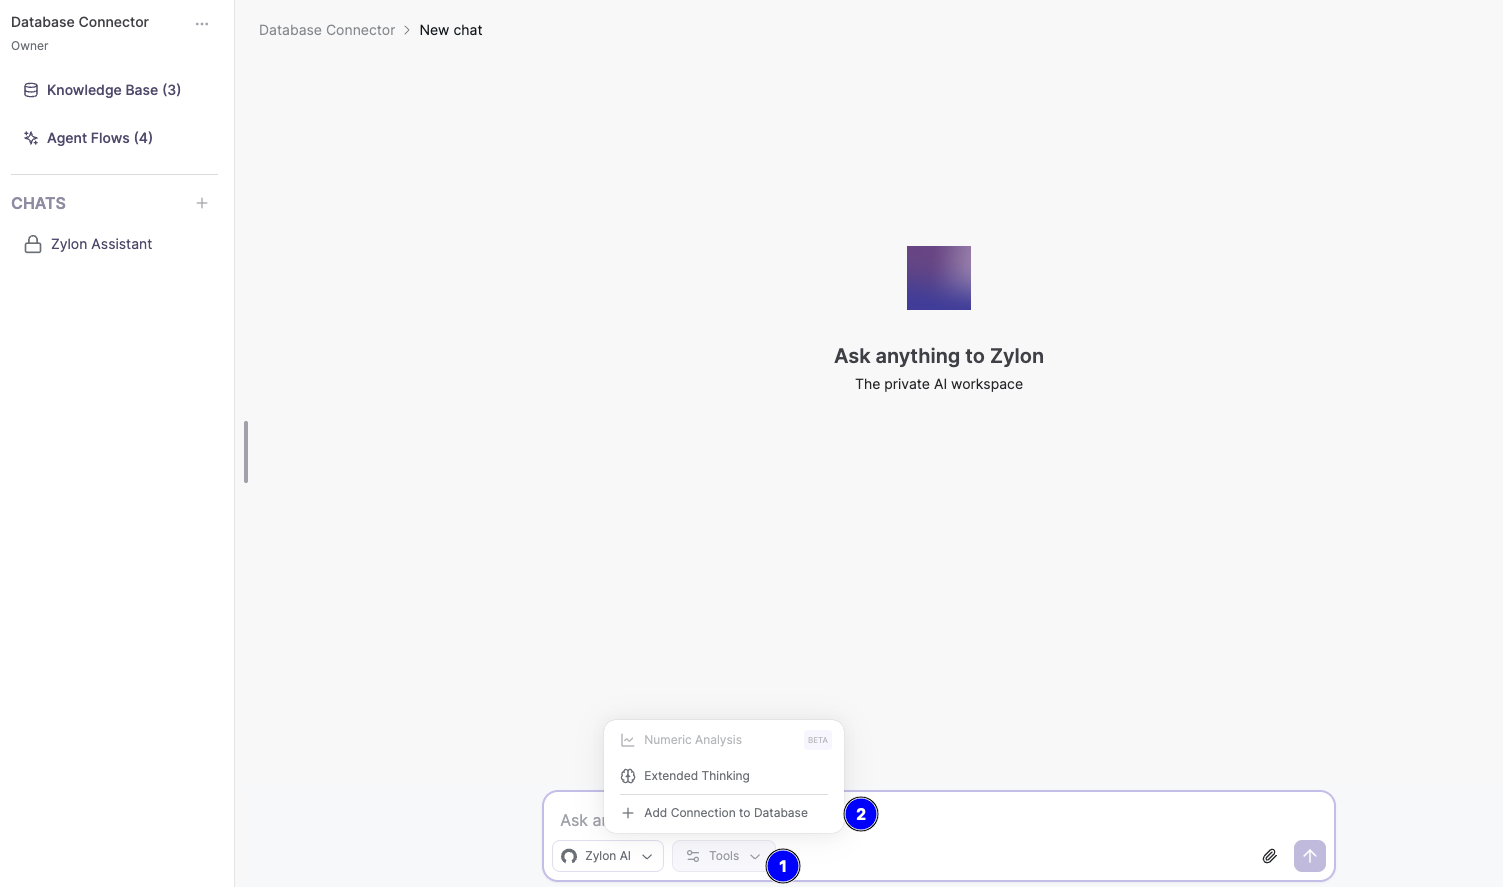 Database Connector
Owner
Knowledge Base (3)
Agent Flows (4)
CHATS
Zylon Assistant
Database Connector > New chat
Ask anything to Zylon
The private AI workspace
Numeric Analysis BETA
Extended Thinking
Add Connection to Database
2
Ask
Zylon AI
Tools
1